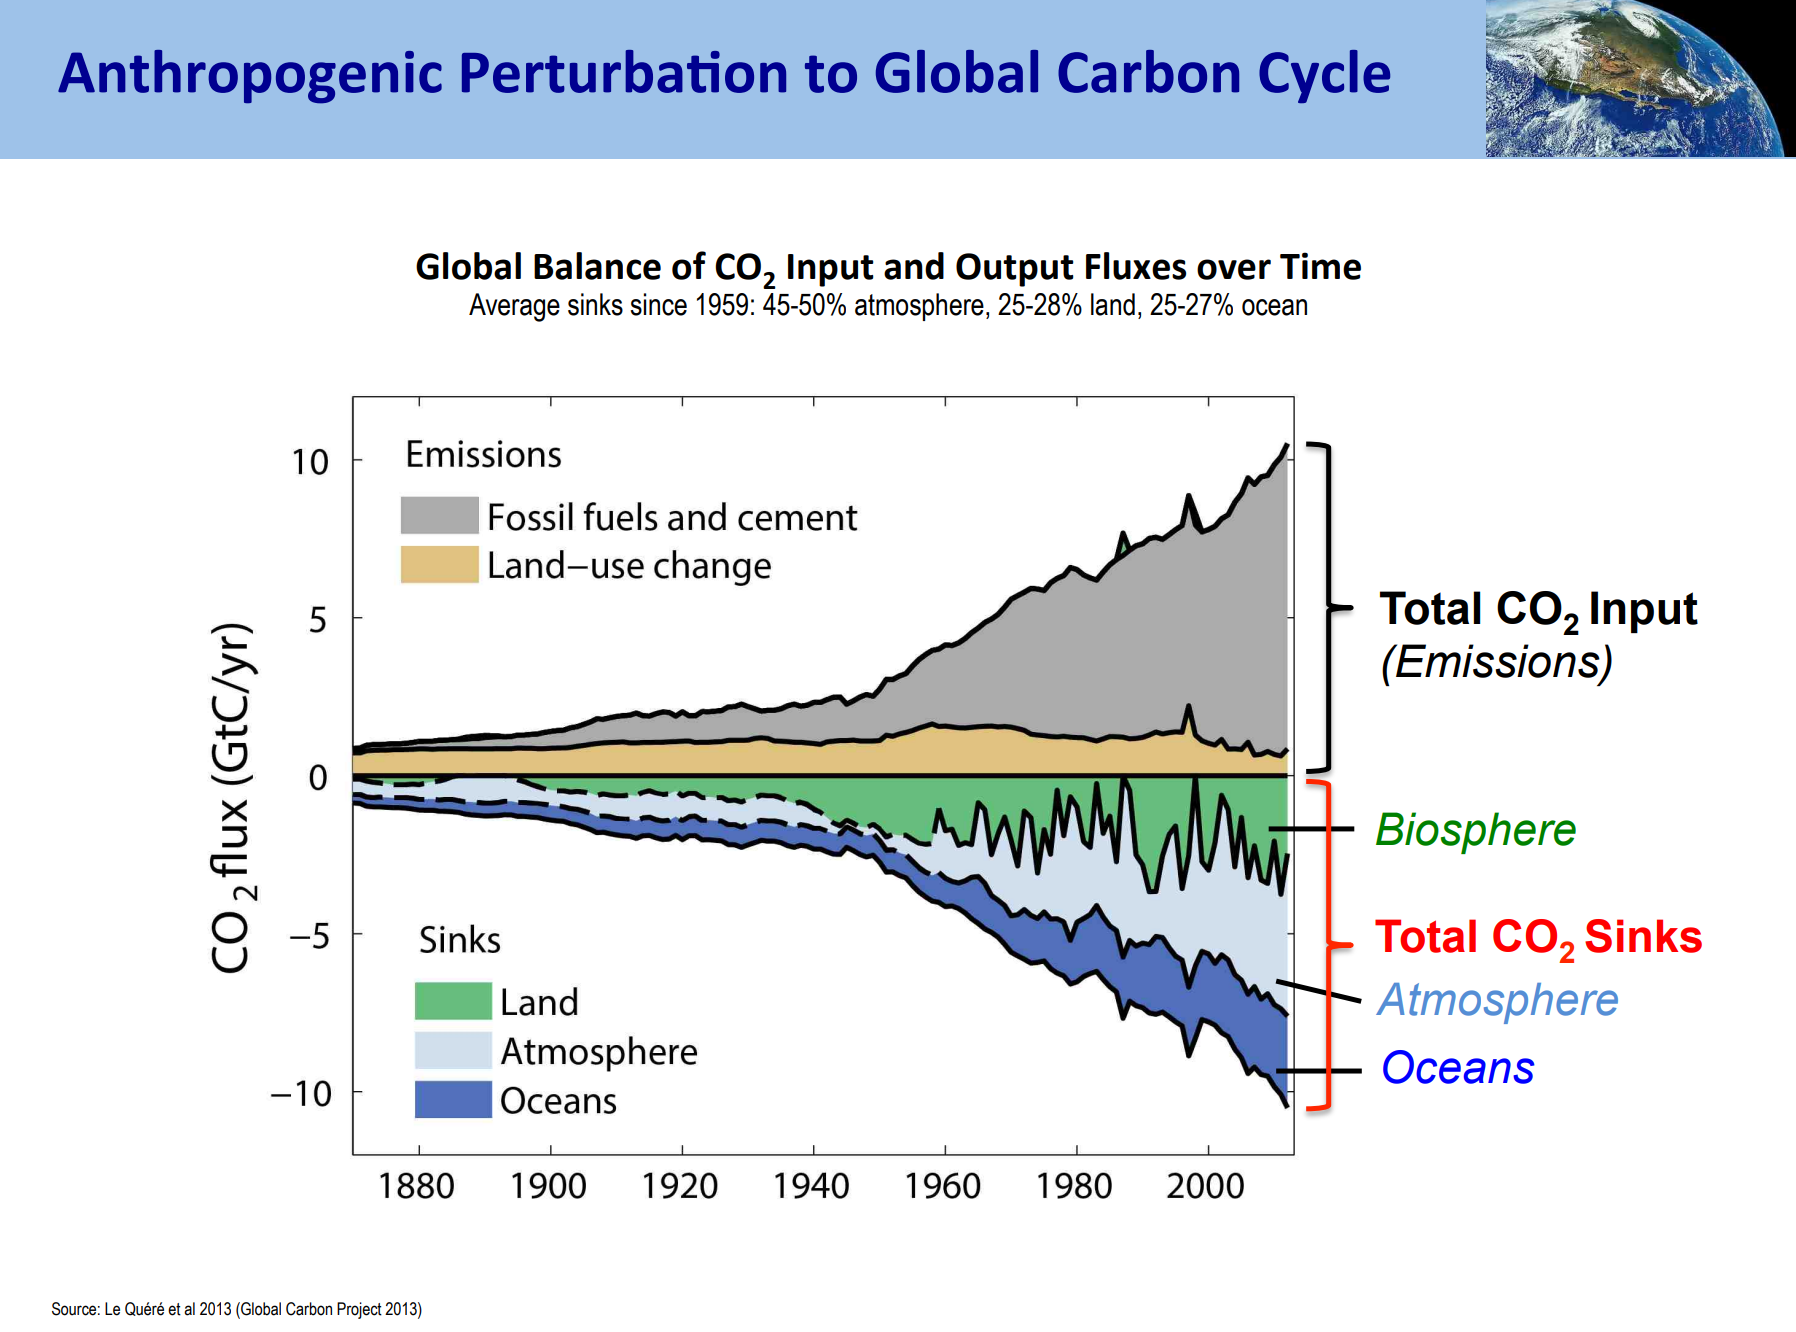 Anthropogenic Perturbation to Global Carbon Cycle
Global Balance of CO₂ Input and Output Fluxes over Time
Average sinks since 1959: 45-50% atmosphere, 25-28% land, 25-27% ocean
CO₂ flux (GtC/yr)
10
5
0
−5
−10
Emissions
Fossil fuels and cement
Land−use change
Sinks
Land
Atmosphere
Oceans
1880 1900 1920 1940 1960 1980 2000
Total CO₂ Input
(Emissions)
Biosphere
Total CO₂ Sinks
Atmosphere
Oceans
Source: Le Quéré et al 2013 (Global Carbon Project 2013)